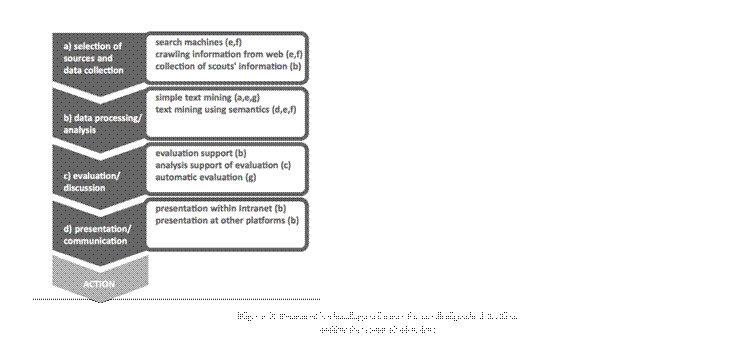 a) selection of
sources and
data collection
search machines (e,f)
crawling information from web (e,f)
collection of scouts' information (b)
b) data processing/
analysis
simple text mining (a,e,g)
text mining using semantics (d,e,f)
c) evaluation/
discussion
evaluation support (b)
analysis support of evaluation (c)
automatic evaluation (g)
d) presentation/
communication
presentation within Intranet (b)
presentation at other platforms (b)
ACTION